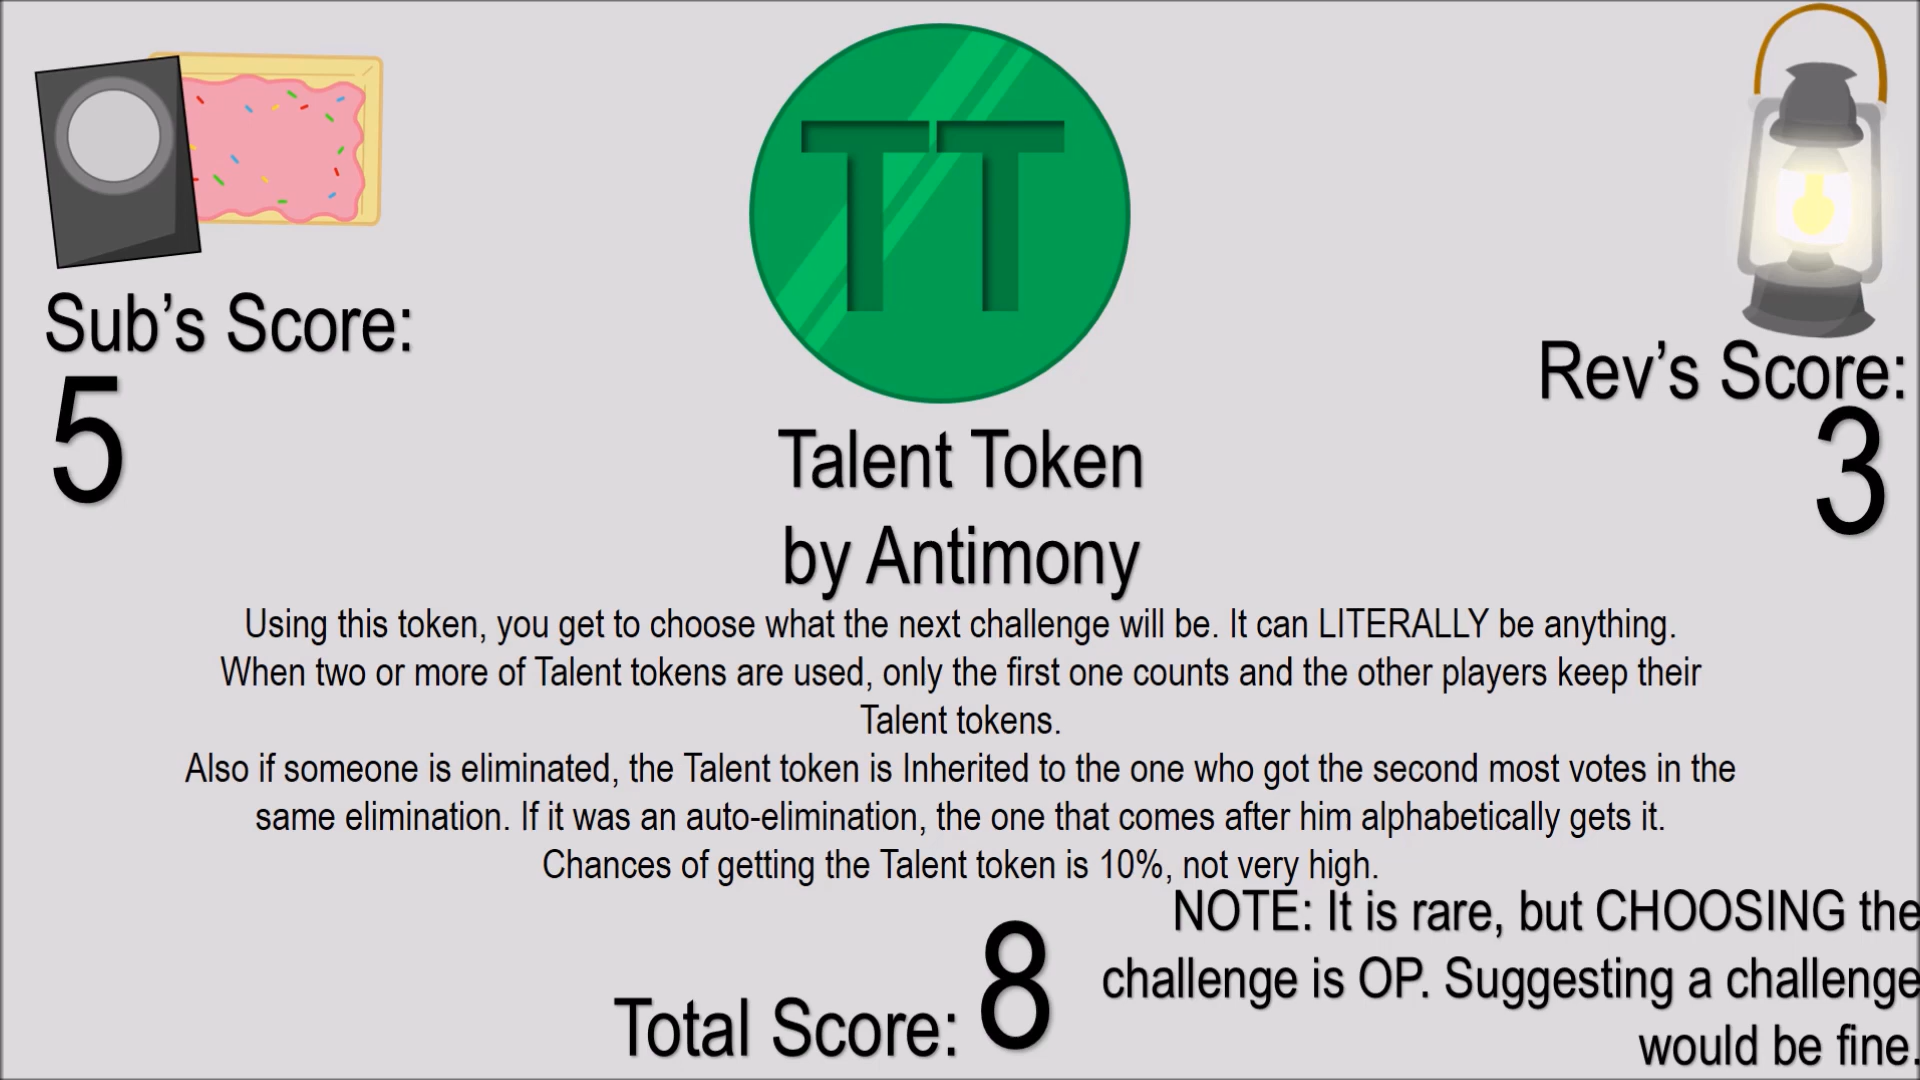 TT
Sub's Score:
5
Rev's Score:
3
Talent Token
by Antimony
Using this token, you get to choose what the next challenge will be. It can LITERALLY be anything.
When two or more of Talent tokens are used, only the first one counts and the other players keep their
Talent tokens.
Also if someone is eliminated, the Talent token is Inherited to the one who got the second most votes in the
same elimination. If it was an auto-elimination, the one that comes after him alphabetically gets it.
Chances of getting the Talent token is 10%, not very high.
NOTE: It is rare, but CHOOSING the
challenge is OP. Suggesting a challenge
would be fine.
Total Score: 8